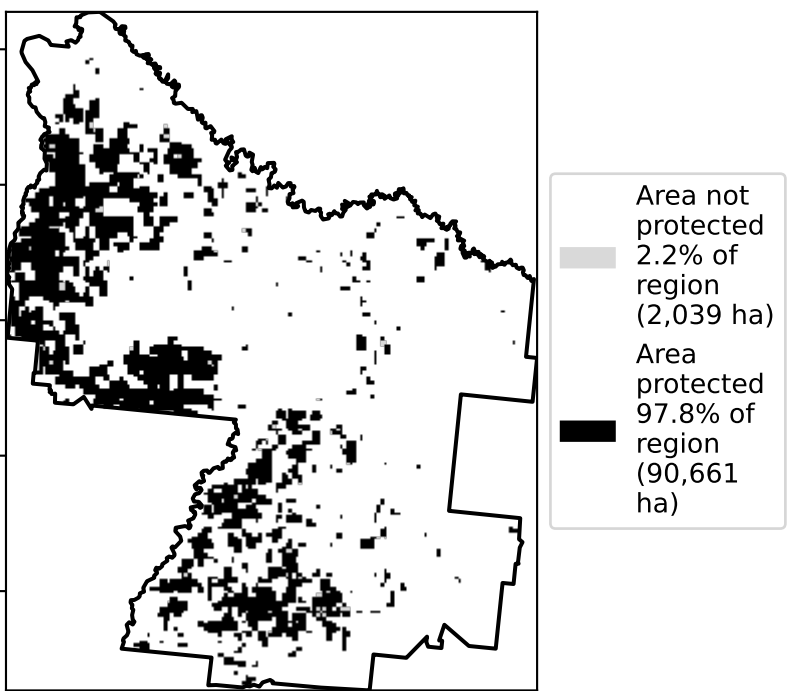 Area not
protected
2.2% of
region
(2,039 ha)
Area
protected
97.8% of
region
(90,661
ha)